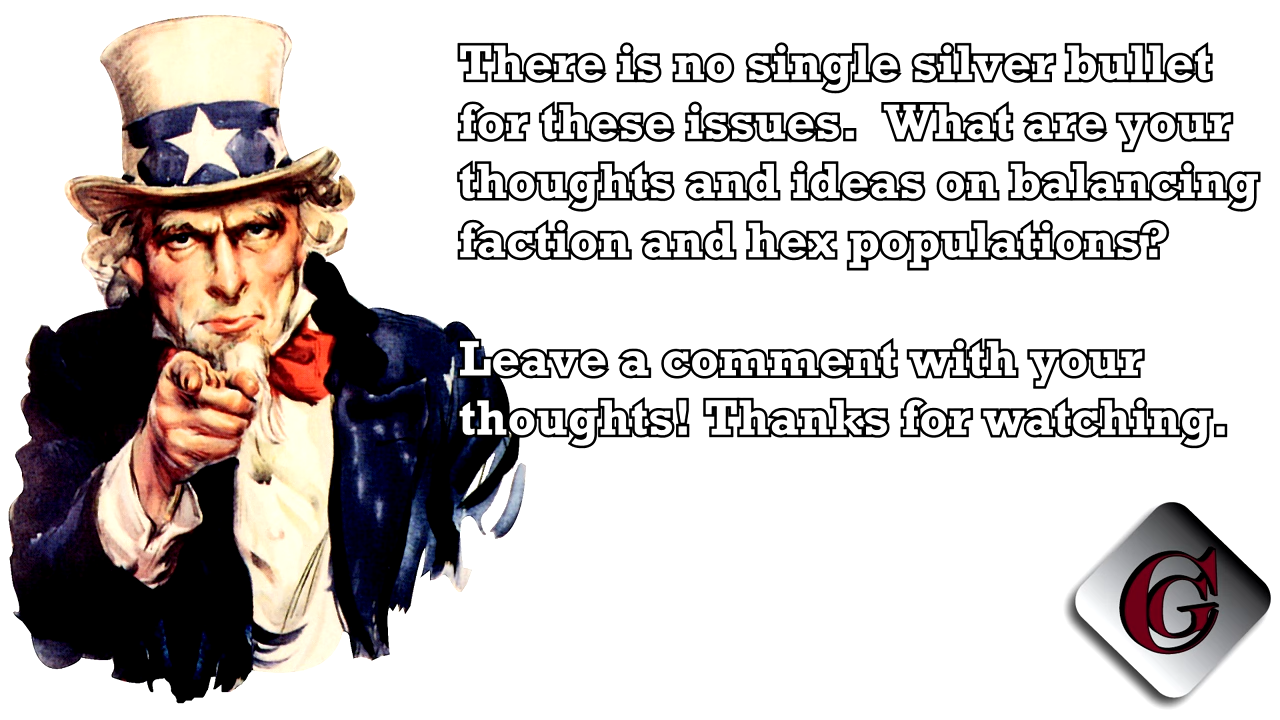 There is no single silver bullet
for these issues.  What are your
thoughts and ideas on balancing
faction and hex populations?
Leave a comment with your
thoughts! Thanks for watching.
CG